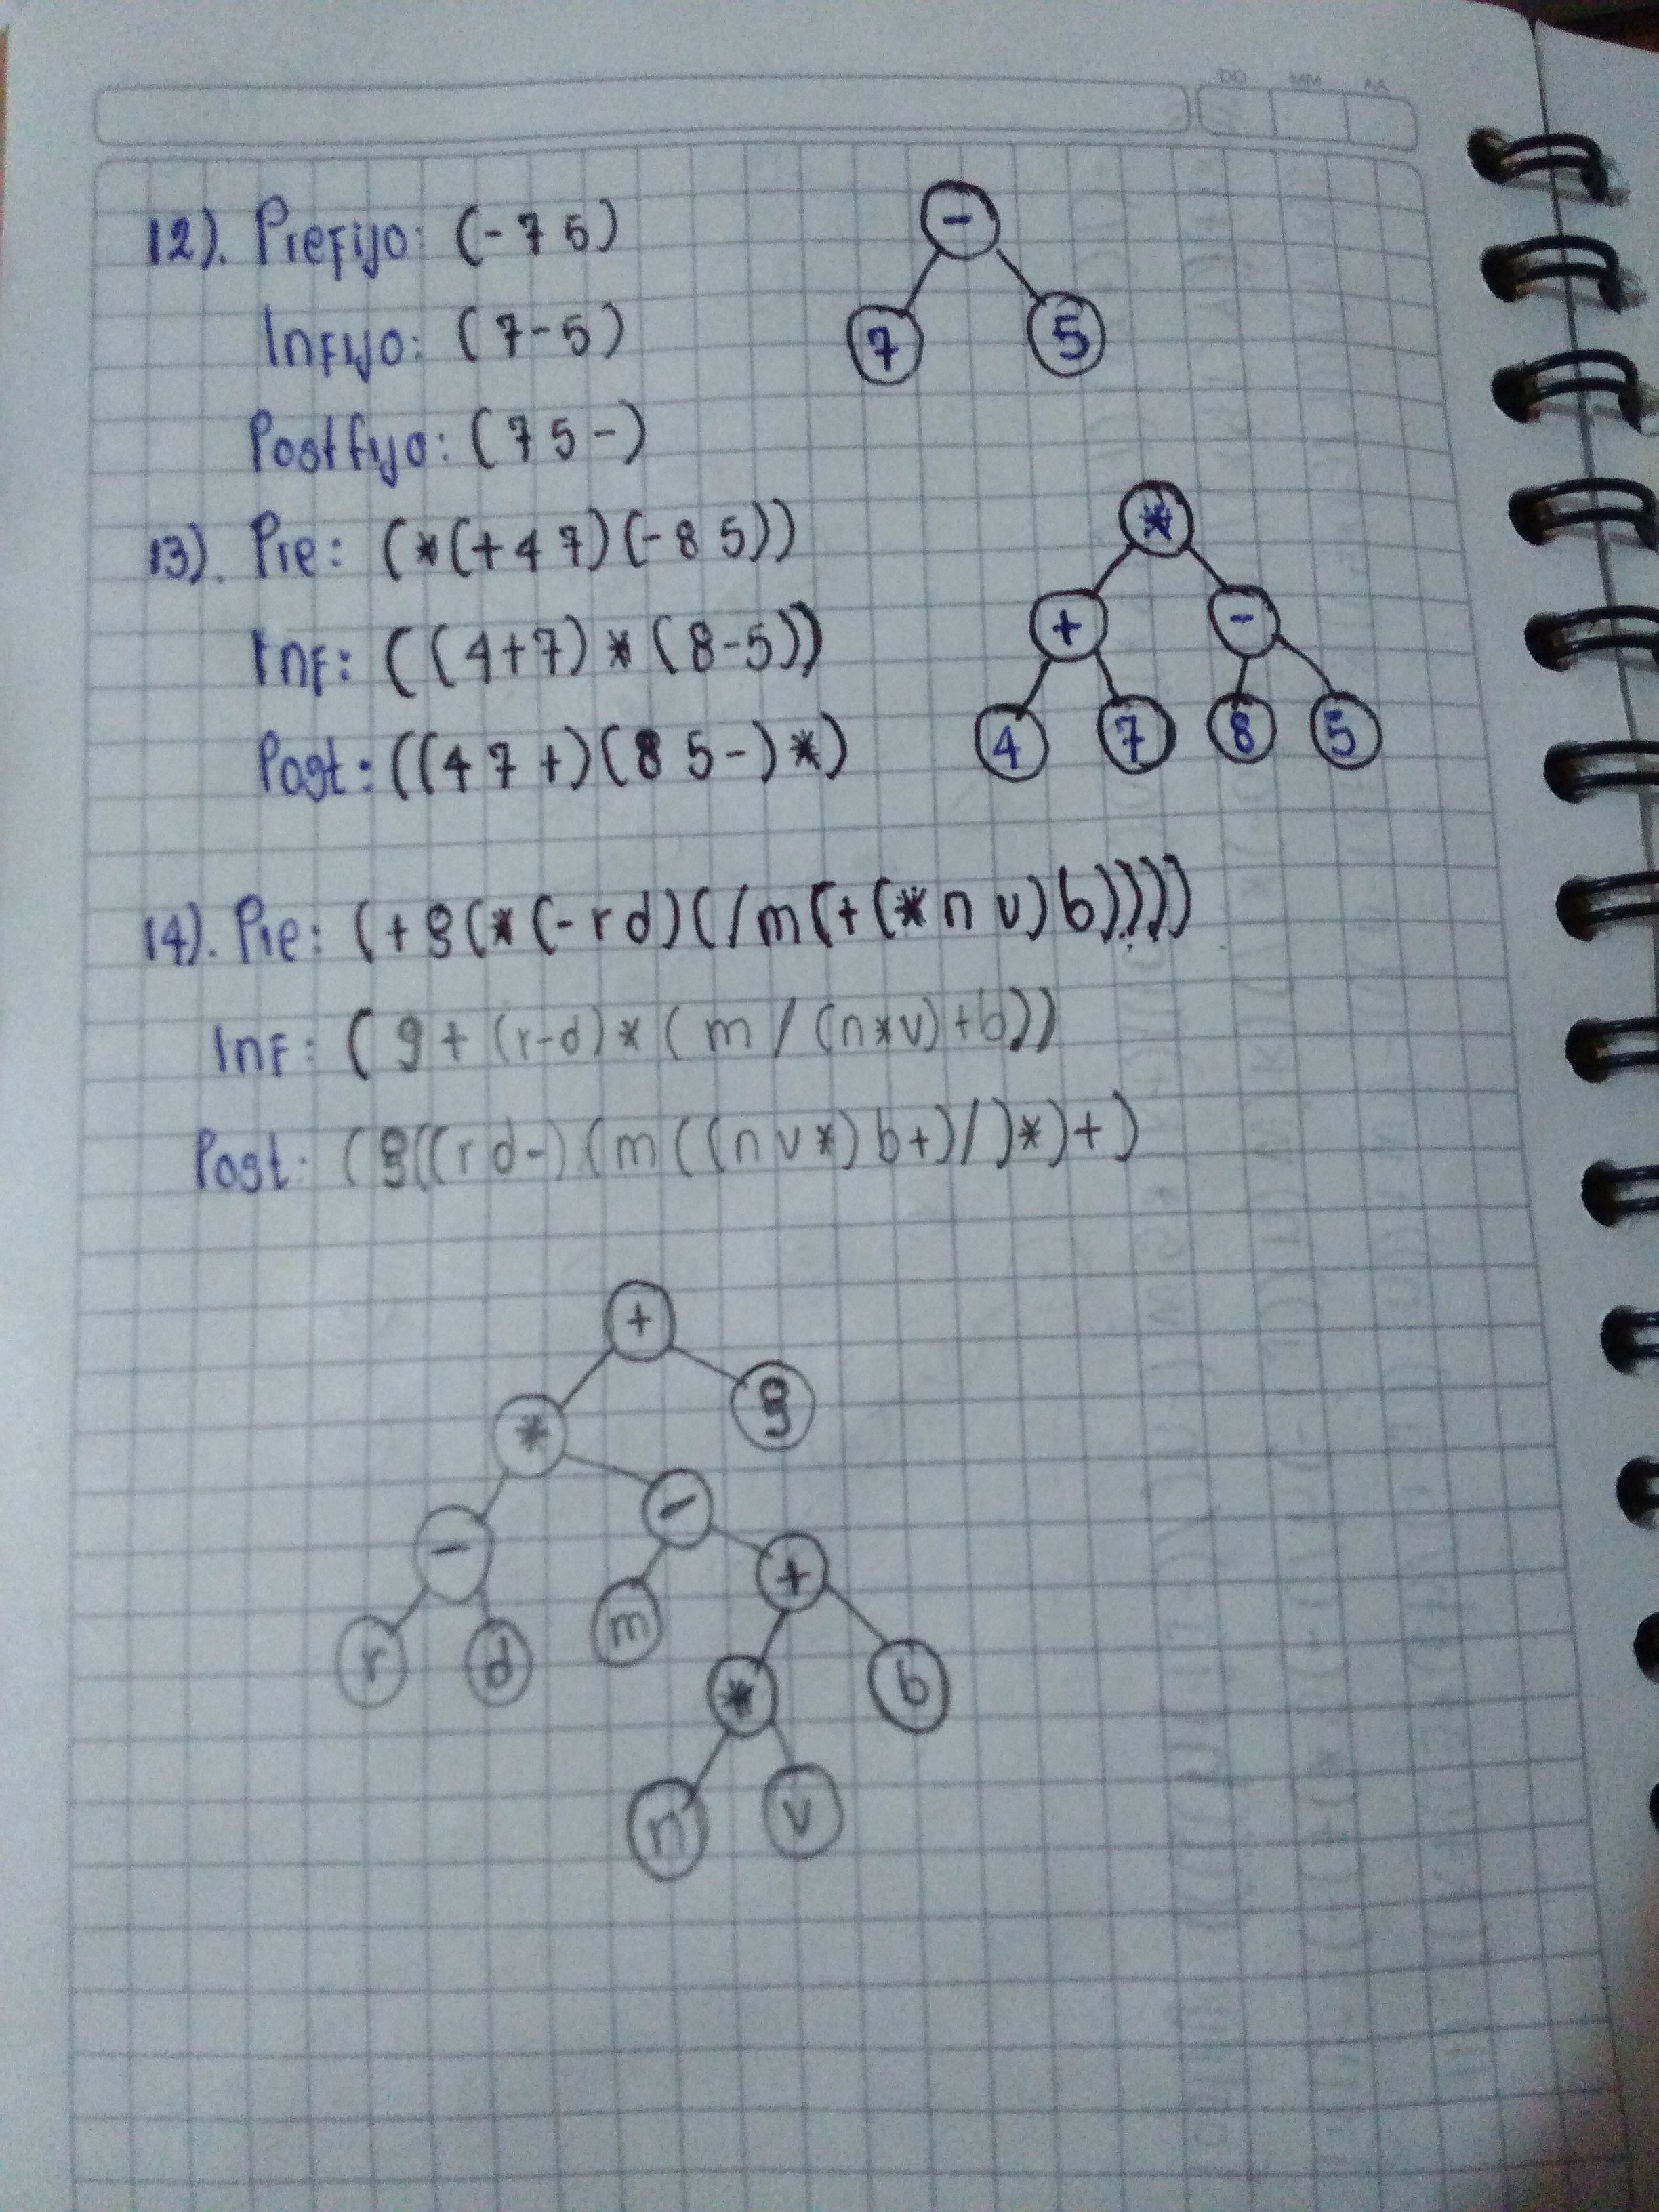 DD MM AA
12). Prefijo: (- 7 5)
Infijo: (7-5)
Postfijo: (7 5 -)
-
7 5
13). Pre: (*(+ 4 7)(- 8 5))
Inf: ((4+7)*(8-5))
Post: ((4 7 +)(8 5 -)*)
*
+ -
4 7 8 5
14). Pre: (+ g(*(- r d)(/ m(+(* n v) b))))
Inf: (g + (r-d)*(m / (n*v)+b))
Post: (g((r d-)(m((n v*) b+)/)*)+)
+
* g
- -
r d m +
* b
n v